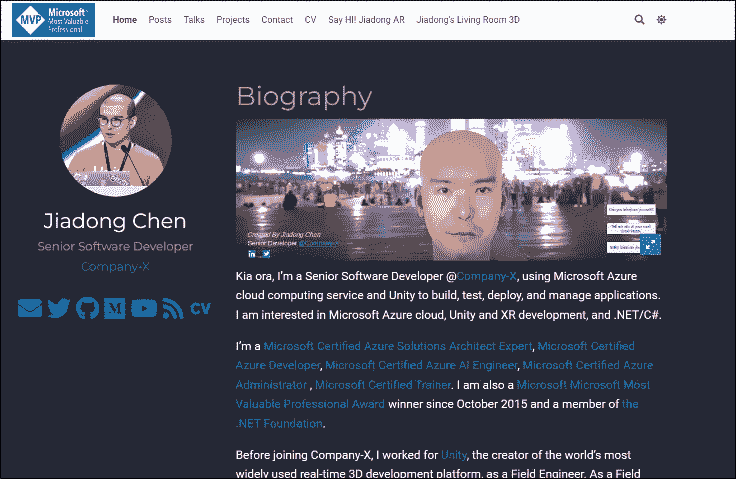 MVP Microsoft®
Most Valuable
Professional
Home Posts Talks Projects Contact CV Say HI! Jiadong AR Jiadong's Living Room 3D
Biography
Created By Jiadong Chen
Senior Developer @Company-X
Jiadong Chen
Senior Software Developer
Company-X
CV
Kia ora, I'm a Senior Software Developer @Company-X, using Microsoft Azure
cloud computing service and Unity to build, test, deploy, and manage applications.
I am interested in Microsoft Azure cloud, Unity and XR development, and .NET/C#.
I'm a Microsoft Certified Azure Solutions Architect Expert, Microsoft Certified
Azure Developer, Microsoft Certified Azure AI Engineer, Microsoft Certified Azure
Administrator , Microsoft Certified Trainer. I am also a Microsoft Microsoft Most
Valuable Professional Award winner since October 2015 and a member of the
.NET Foundation.
Before joining Company-X, I worked for Unity, the creator of the world's most
widely used real-time 3D development platform, as a Field Engineer. As a Field